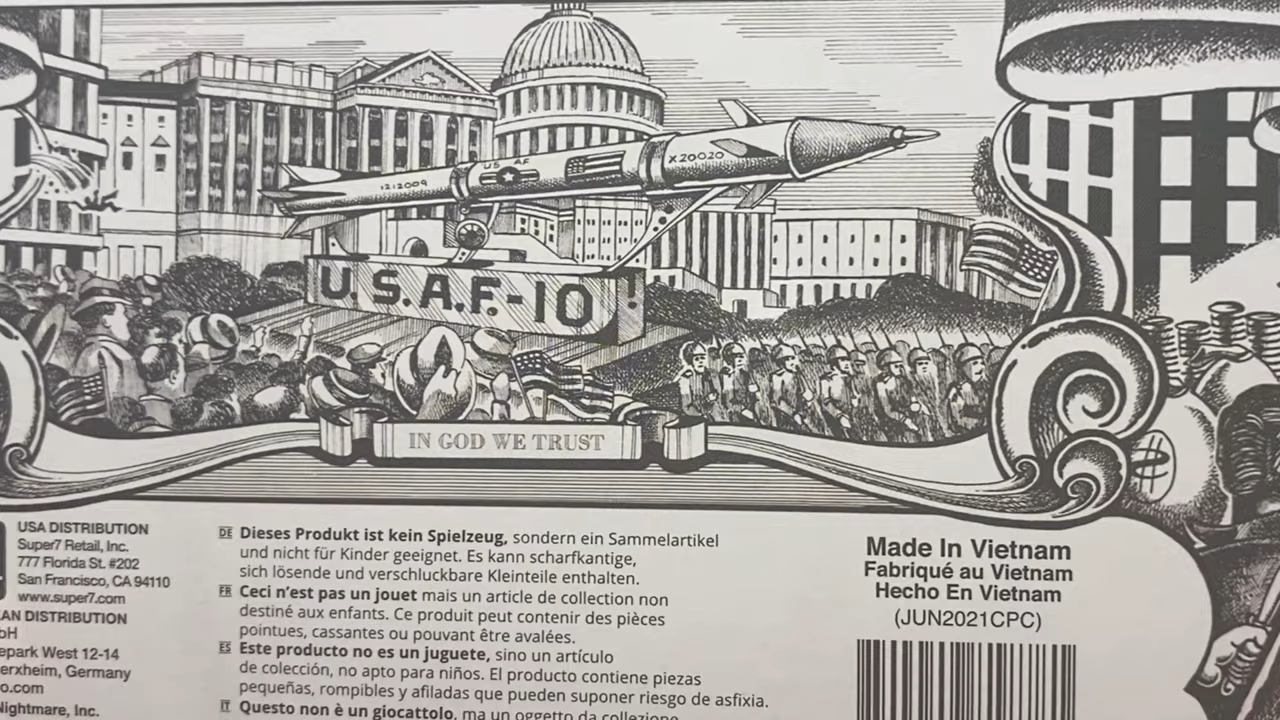 US AF
X20020
1212009
U.S.A.F.-10 !
IN GOD WE TRUST
USA DISTRIBUTION
Super7 Retail, Inc.
777 Florida St. #202
San Francisco, CA 94110
www.super7.com
AN DISTRIBUTION
bH
epark West 12-14
erxheim, Germany
o.com
Nightmare, Inc.
DE Dieses Produkt ist kein Spielzeug, sondern ein Sammelartikel
und nicht für Kinder geeignet. Es kann scharfkantige,
sich lösende und verschluckbare Kleinteile enthalten.
FR Ceci n'est pas un jouet mais un article de collection non
destiné aux enfants. Ce produit peut contenir des pièces
pointues, cassantes ou pouvant être avalées.
ES Este producto no es un juguete, sino un artículo
de colección, no apto para niños. El producto contiene piezas
pequeñas, rompibles y afiladas que pueden suponer riesgo de asfixia.
IT Questo non è un giocattolo, ma un oggetto da collezione
Made In Vietnam
Fabriqué au Vietnam
Hecho En Vietnam
(JUN2021CPC)